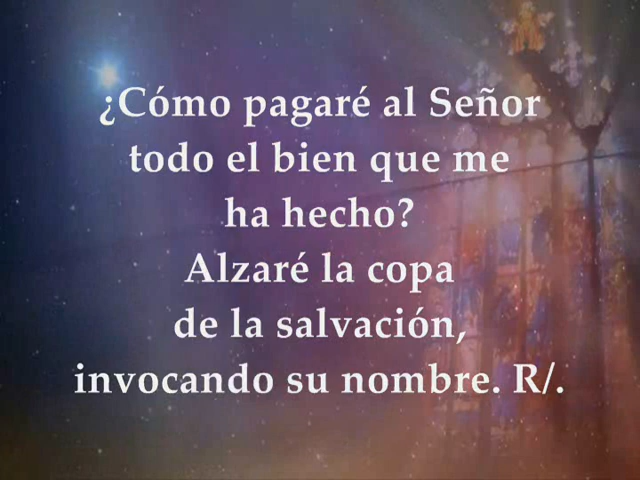 ¿Cómo pagaré al Señor
todo el bien que me
ha hecho?
Alzaré la copa
de la salvación,
invocando su nombre. R/.